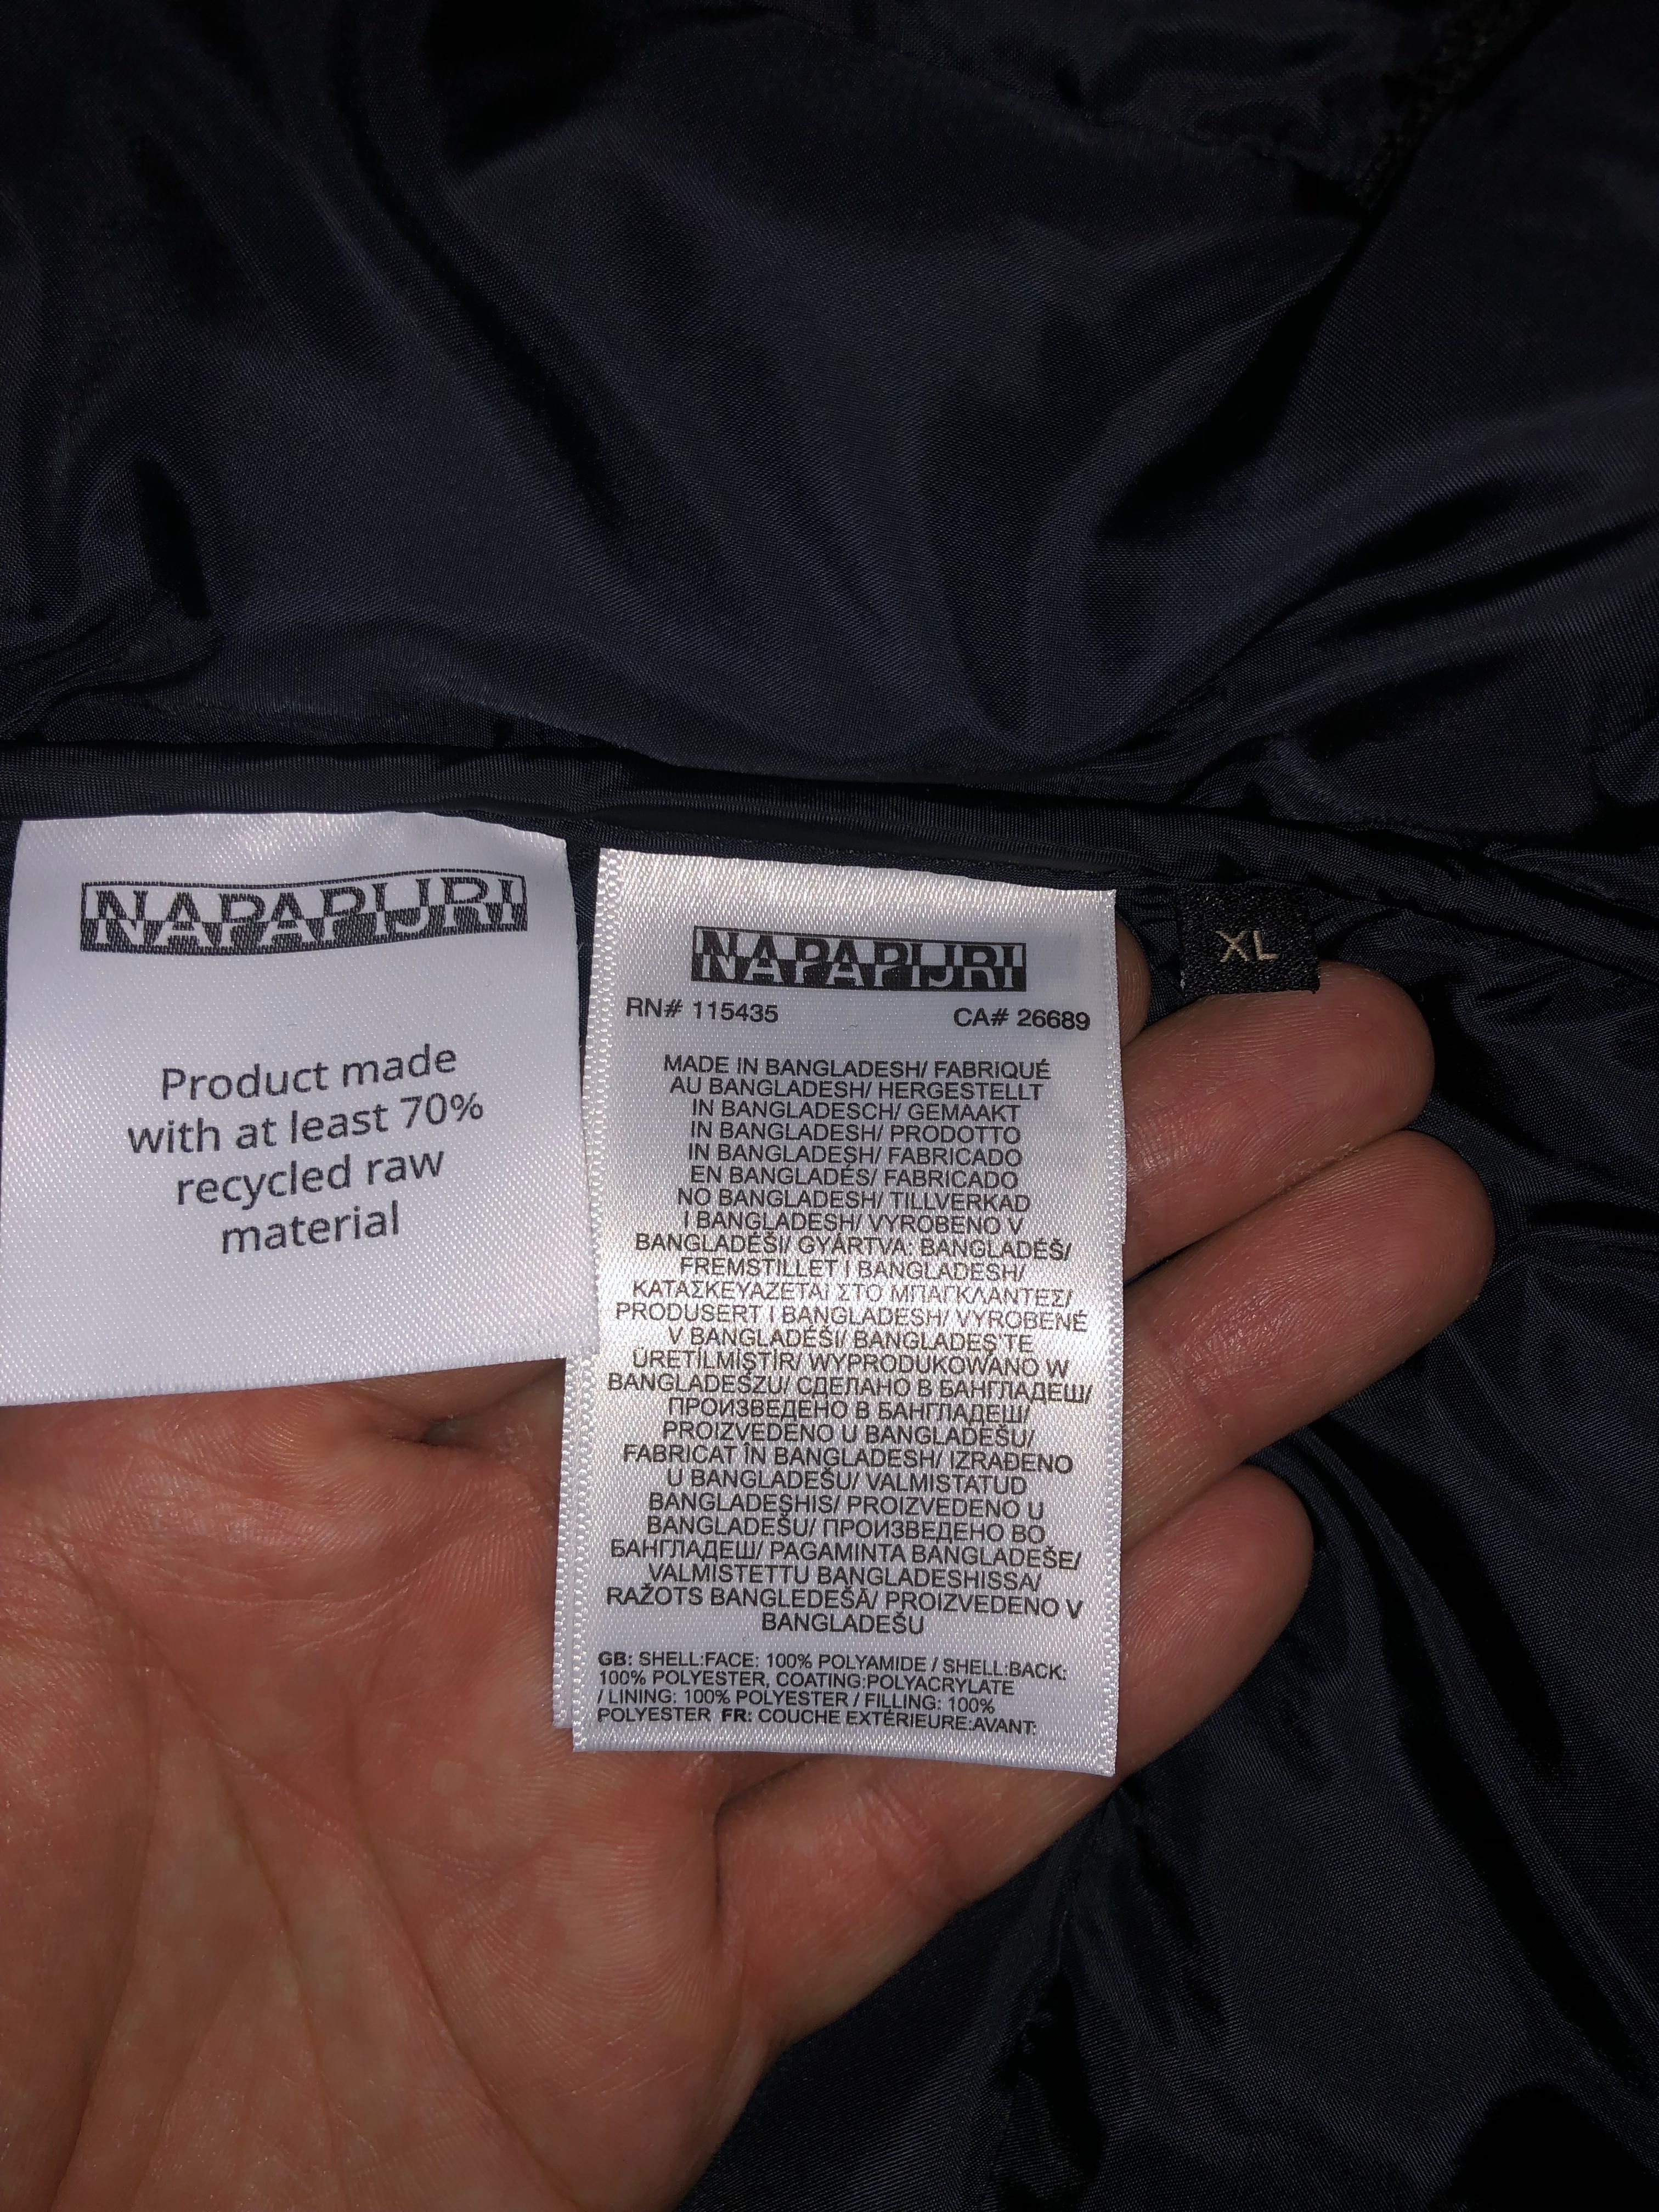 NAPAPIJRI
Product made
with at least 70%
recycled raw
material
NAPAPIJRI
RN# 115435 CA# 26689
MADE IN BANGLADESH/ FABRIQUÉ
AU BANGLADESH/ HERGESTELLT
IN BANGLADESCH/ GEMAAKT
IN BANGLADESH/ PRODOTTO
IN BANGLADESH/ FABRICADO
EN BANGLADÉS/ FABRICADO
NO BANGLADESH/ TILLVERKAD
I BANGLADESH/ VYROBENO V
BANGLADÉŠI/ GYÁRTVA: BANGLADÉŠ/
FREMSTILLET I BANGLADESH/
ΚΑΤΑΣΚΕΥΑΖΕΤΑΙ ΣΤΟ ΜΠΑΓΚΛΑΝΤΕΣ/
PRODUSERT I BANGLADESH/ VYROBENÉ
V BANGLADÉŠI/ BANGLADEŞ'TE
ÜRETİLMİŞTİR/ WYPRODUKOWANO W
BANGLADESZU/ СДЕЛАНО В БАНГЛАДЕШ/
ПРОИЗВЕДЕНО В БАНГЛАДЕШ/
PROIZVEDENO U BANGLADEŠU/
FABRICAT ÎN BANGLADESH/ IZRAĐENO
U BANGLADEŠU/ VALMISTATUD
BANGLADESHIS/ PROIZVEDENO U
BANGLADEŠU/ ПРОИЗВЕДЕНО ВО
БАНГЛАДЕШ/ PAGAMINTA BANGLADEŠE/
VALMISTETTU BANGLADESHISSA/
RAŽOTS BANGLEDEŠĀ/ PROIZVEDENO V
BANGLADEŠU
GB: SHELL:FACE: 100% POLYAMIDE / SHELL:BACK:
100% POLYESTER, COATING:POLYACRYLATE
/ LINING: 100% POLYESTER / FILLING: 100%
POLYESTER FR: COUCHE EXTÉRIEURE:AVANT:
XL